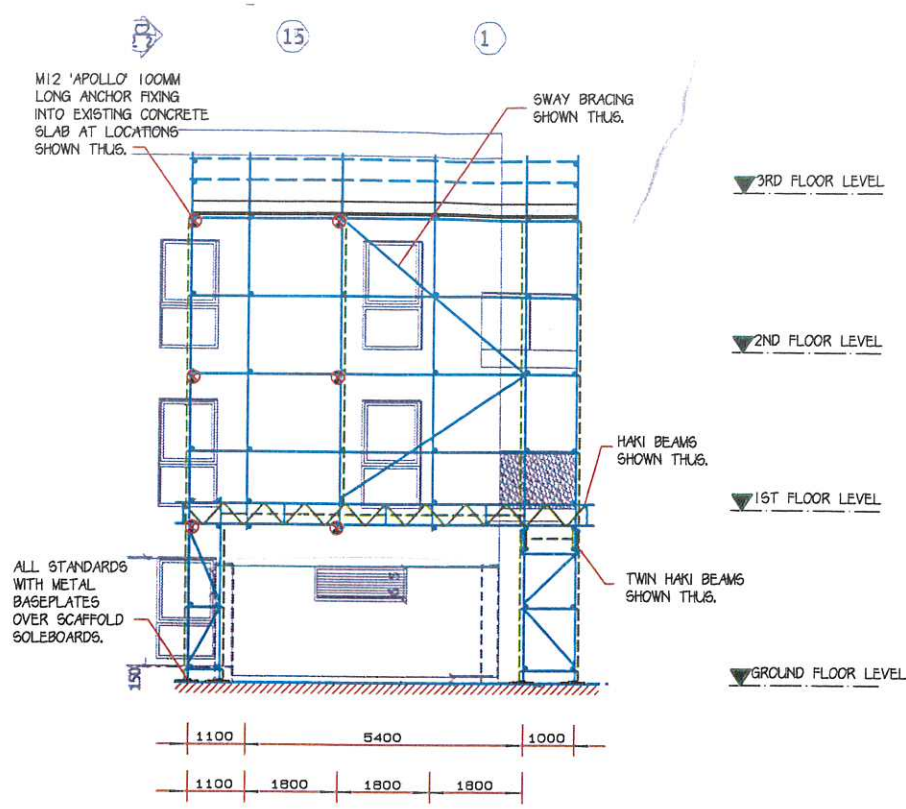 15
1
M12 'APOLLO' 100MM
LONG ANCHOR FIXING
INTO EXISTING CONCRETE
SLAB AT LOCATIONS
SHOWN THUS.
SWAY BRACING
SHOWN THUS.
3RD FLOOR LEVEL
2ND FLOOR LEVEL
HAKI BEAMS
SHOWN THUS.
1ST FLOOR LEVEL
ALL STANDARDS
WITH METAL
BASEPLATES
OVER SCAFFOLD
SOLEBOARDS.
TWIN HAKI BEAMS
SHOWN THUS.
150
GROUND FLOOR LEVEL
1100 5400 1000
1100 1800 1800 1800